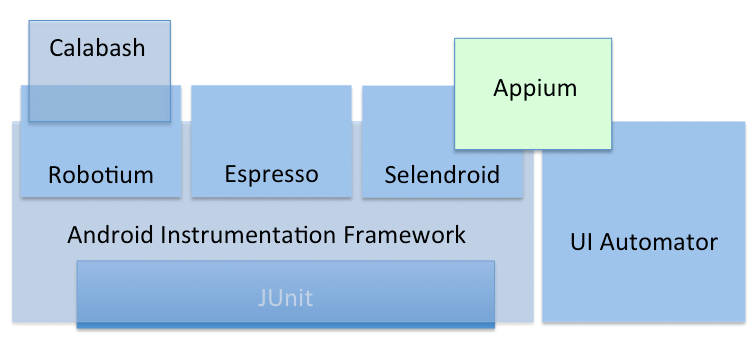 Calabash
Appium
Robotium
Espresso
Selendroid
Android Instrumentation Framework
UI Automator
JUnit